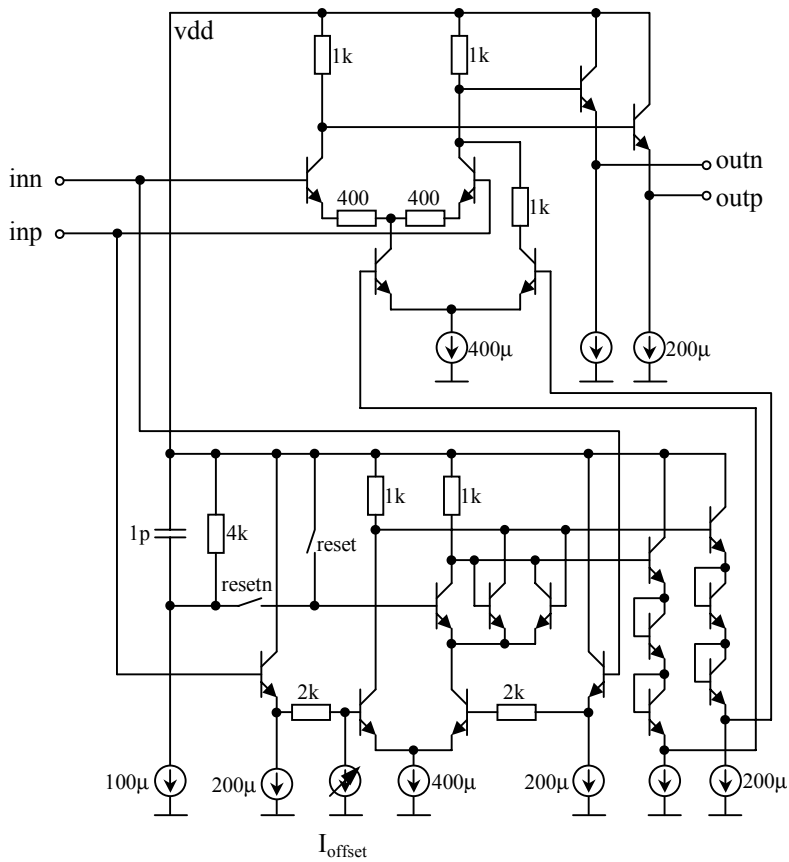 vdd
1k
1k
inn
outn
400
400
1k
outp
inp
400μ
200μ
1k
1k
1p
4k
reset
resetn
2k
2k
100μ
200μ
400μ
200μ
200μ
Ioffset